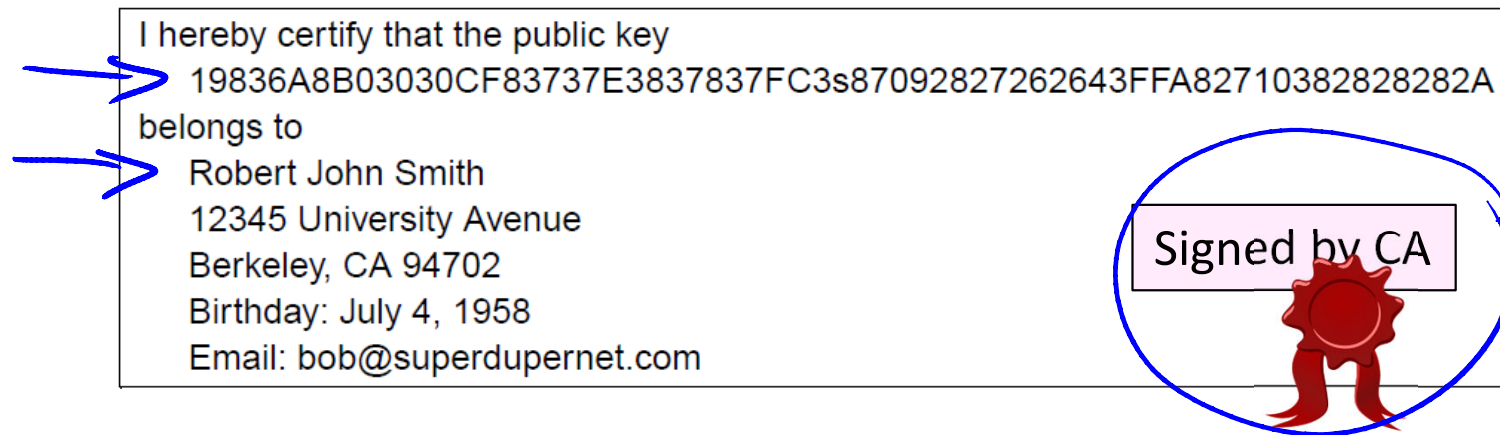 I hereby certify that the public key
19836A8B03030CF83737E3837837FC3s87092827262643FFA82710382828282A
belongs to
Robert John Smith
12345 University Avenue
Berkeley, CA 94702
Birthday: July 4, 1958
Email: bob@superdupernet.com
Signed by CA